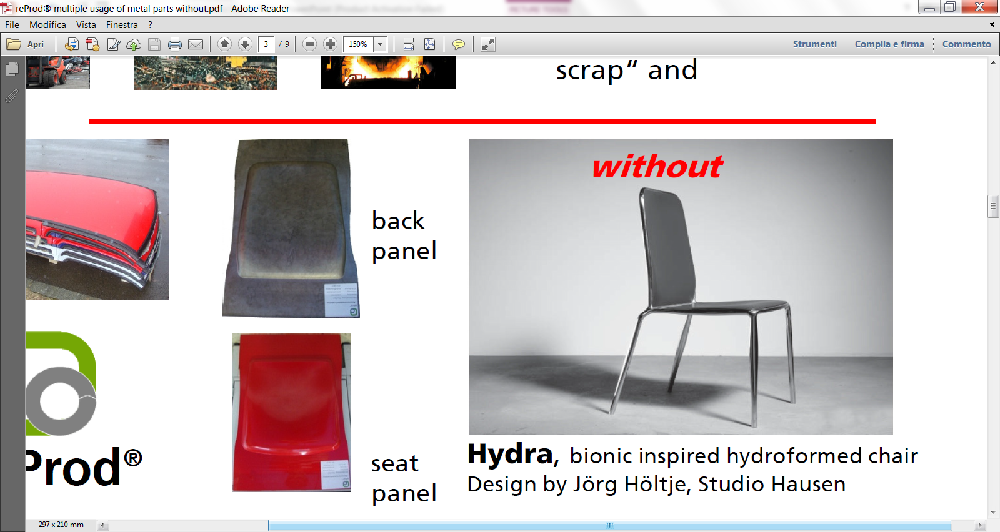 reProd® multiple usage of metal parts without.pdf - Adobe Reader
File Modifica Vista Finestra ?
Apri 3 / 9 150% Strumenti Compila e firma Commento
scrap“ and
without
back
panel
Prod®
seat
panel
Hydra, bionic inspired hydroformed chair
Design by Jörg Höltje, Studio Hausen
297 x 210 mm